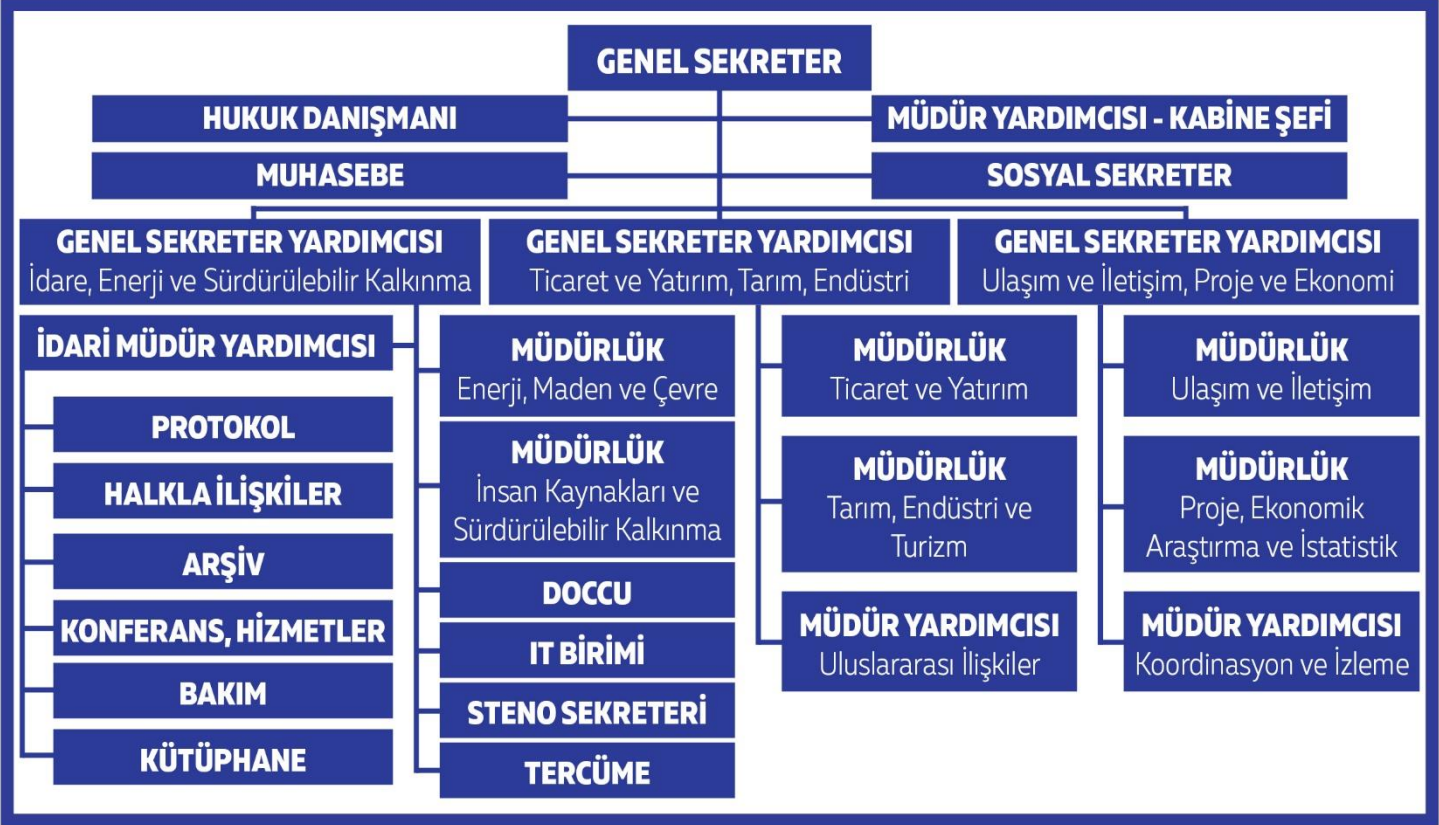 GENEL SEKRETER
HUKUK DANIŞMANI
MÜDÜR YARDIMCISI - KABİNE ŞEFİ
MUHASEBE
SOSYAL SEKRETER
GENEL SEKRETER YARDIMCISI
İdare, Enerji ve Sürdürülebilir Kalkınma
GENEL SEKRETER YARDIMCISI
Ticaret ve Yatırım, Tarım, Endüstri
GENEL SEKRETER YARDIMCISI
Ulaşım ve İletişim, Proje ve Ekonomi
İDARİ MÜDÜR YARDIMCISI
PROTOKOL
HALKLA İLİŞKİLER
ARŞİV
KONFERANS, HİZMETLER
BAKIM
KÜTÜPHANE
MÜDÜRLÜK
Enerji, Maden ve Çevre
MÜDÜRLÜK
İnsan Kaynakları ve
Sürdürülebilir Kalkınma
DOCCU
IT BİRİMİ
STENO SEKRETERİ
TERCÜME
MÜDÜRLÜK
Ticaret ve Yatırım
MÜDÜRLÜK
Tarım, Endüstri ve
Turizm
MÜDÜR YARDIMCISI
Uluslararası İlişkiler
MÜDÜRLÜK
Ulaşım ve İletişim
MÜDÜRLÜK
Proje, Ekonomik
Araştırma ve İstatistik
MÜDÜR YARDIMCISI
Koordinasyon ve İzleme